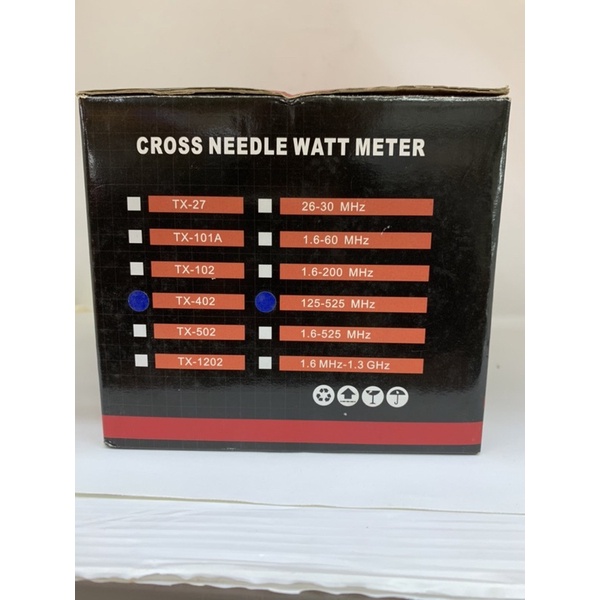 CROSS NEEDLE WATT METER
TX-27 26-30 MHz
TX-101A 1.6-60 MHz
TX-102 1.6-200 MHz
TX-402 125-525 MHz
TX-502 1.6-525 MHz
TX-1202 1.6 MHz-1.3 GHz